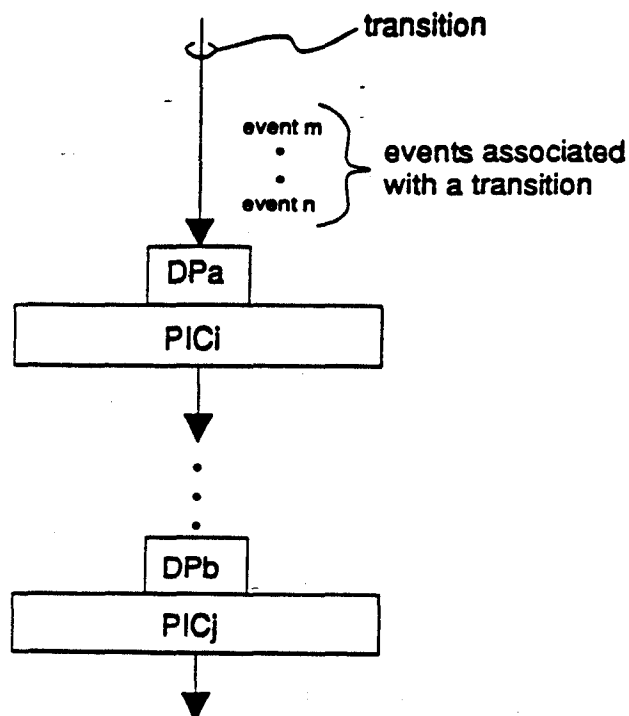 transition
event m
events associated
with a transition
event n
DPa
PICi
DPb
PICj